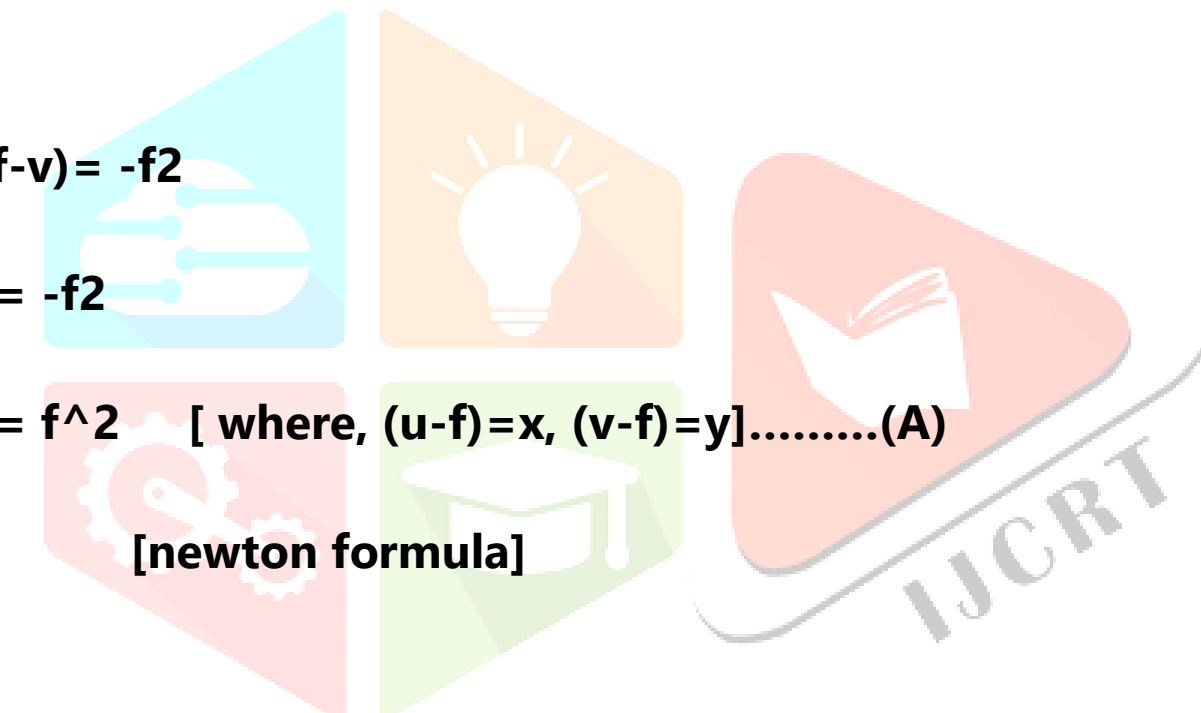 f-v)= -f2
= -f2
= f^2 [ where, (u-f)=x, (v-f)=y].........(A)
[newton formula]
IJCRT